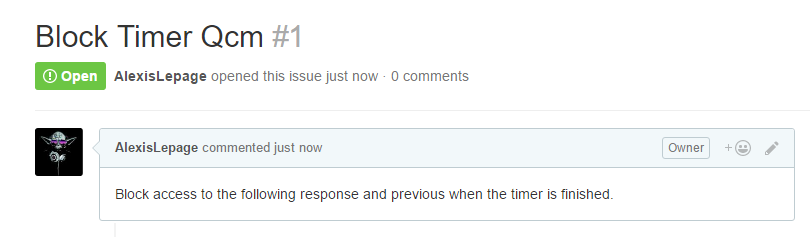 Block Timer Qcm #1
Open AlexisLepage opened this issue just now · 0 comments
AlexisLepage commented just now Owner +
Block access to the following response and previous when the timer is finished.